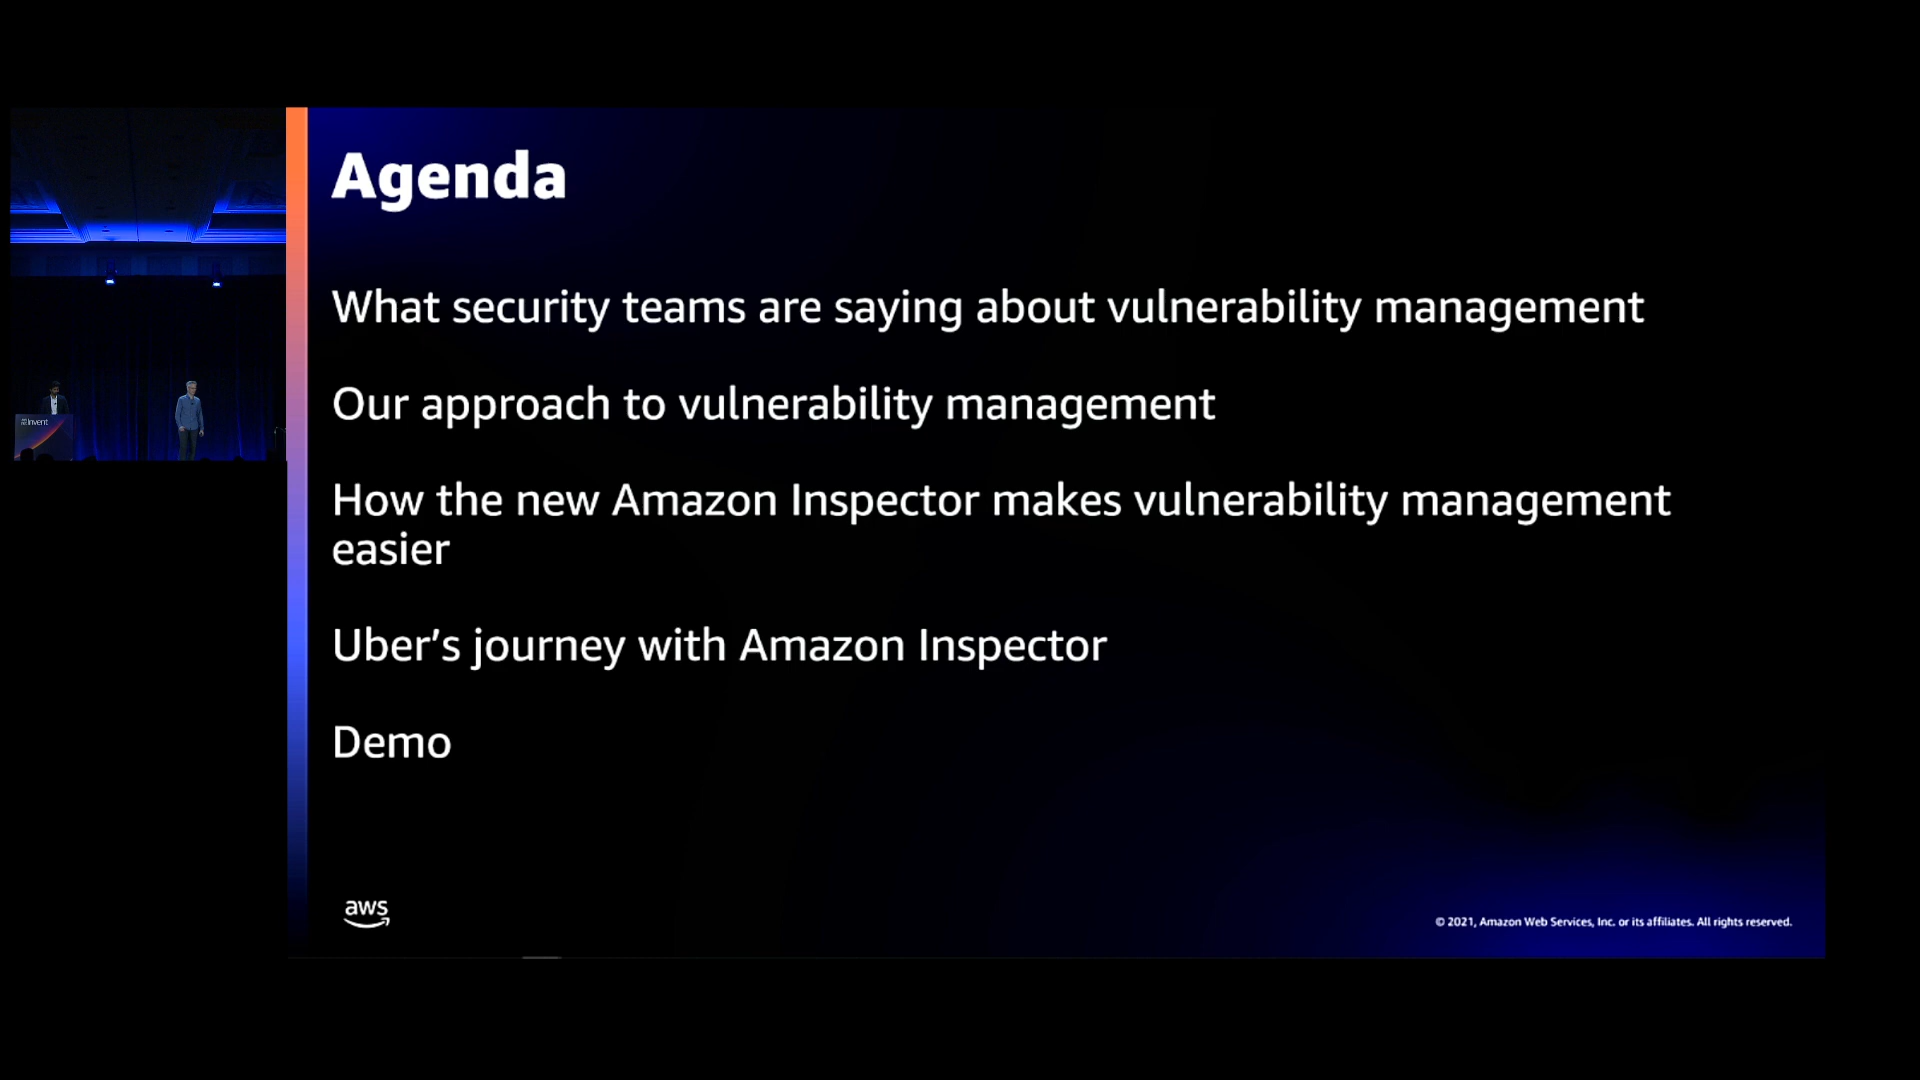 Agenda
What security teams are saying about vulnerability management
Our approach to vulnerability management
How the new Amazon Inspector makes vulnerability management
easier
Uber’s journey with Amazon Inspector
Demo
aws
© 2021, Amazon Web Services, Inc. or its affiliates. All rights reserved.
re:Invent